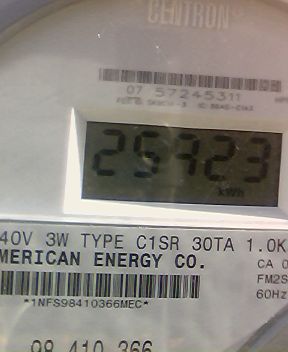 CENTRON
07 57245311
25923
kWh
40V 3W TYPE C1SR 30TA 1.0K
MERICAN ENERGY CO.
CA 0
FM2S
60Hz
*1NFS98410366MEC*
98 410 366